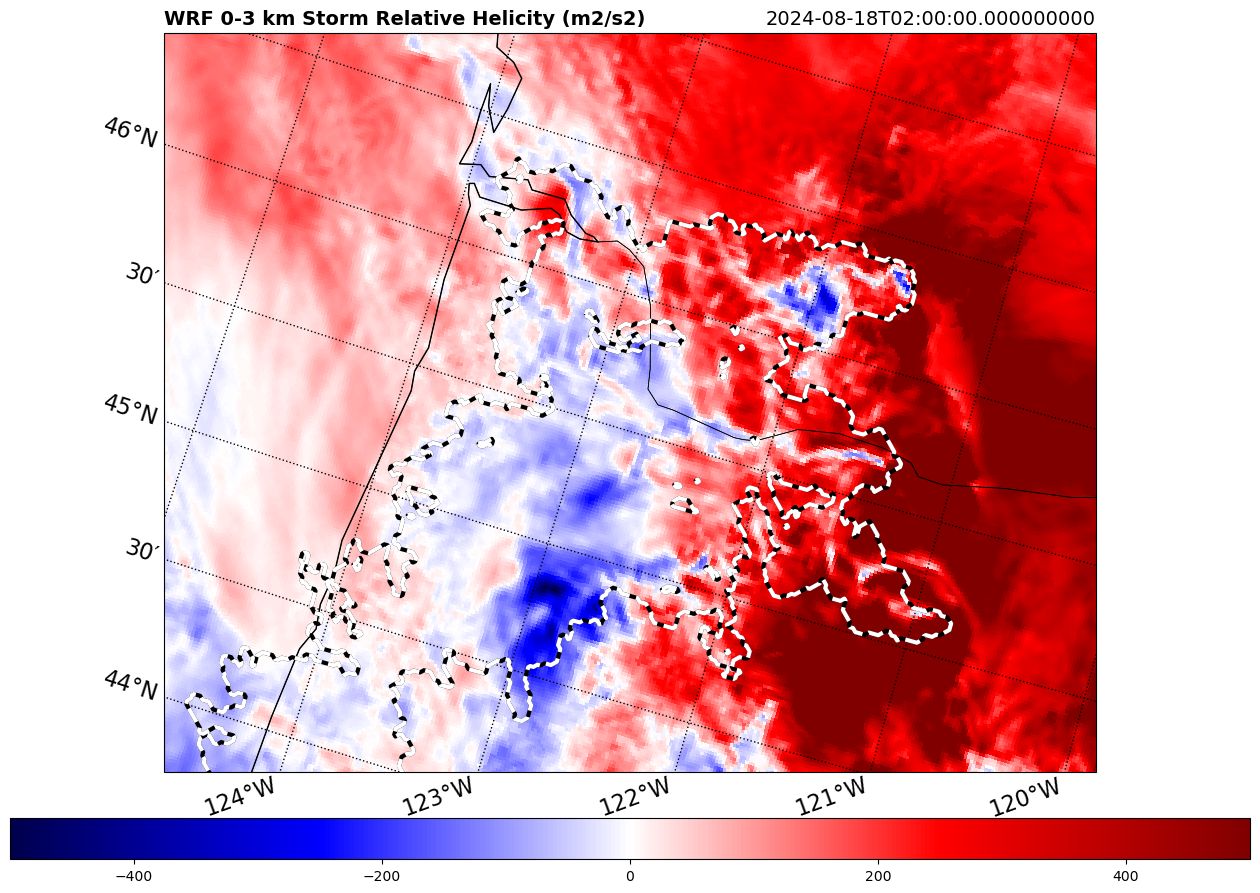 WRF 0-3 km Storm Relative Helicity (m2/s2) 2024-08-18T02:00:00.000000000
46°N
30′
45°N
30′
44°N
124°W 123°W 122°W 121°W 120°W
−400 −200 0 200 400